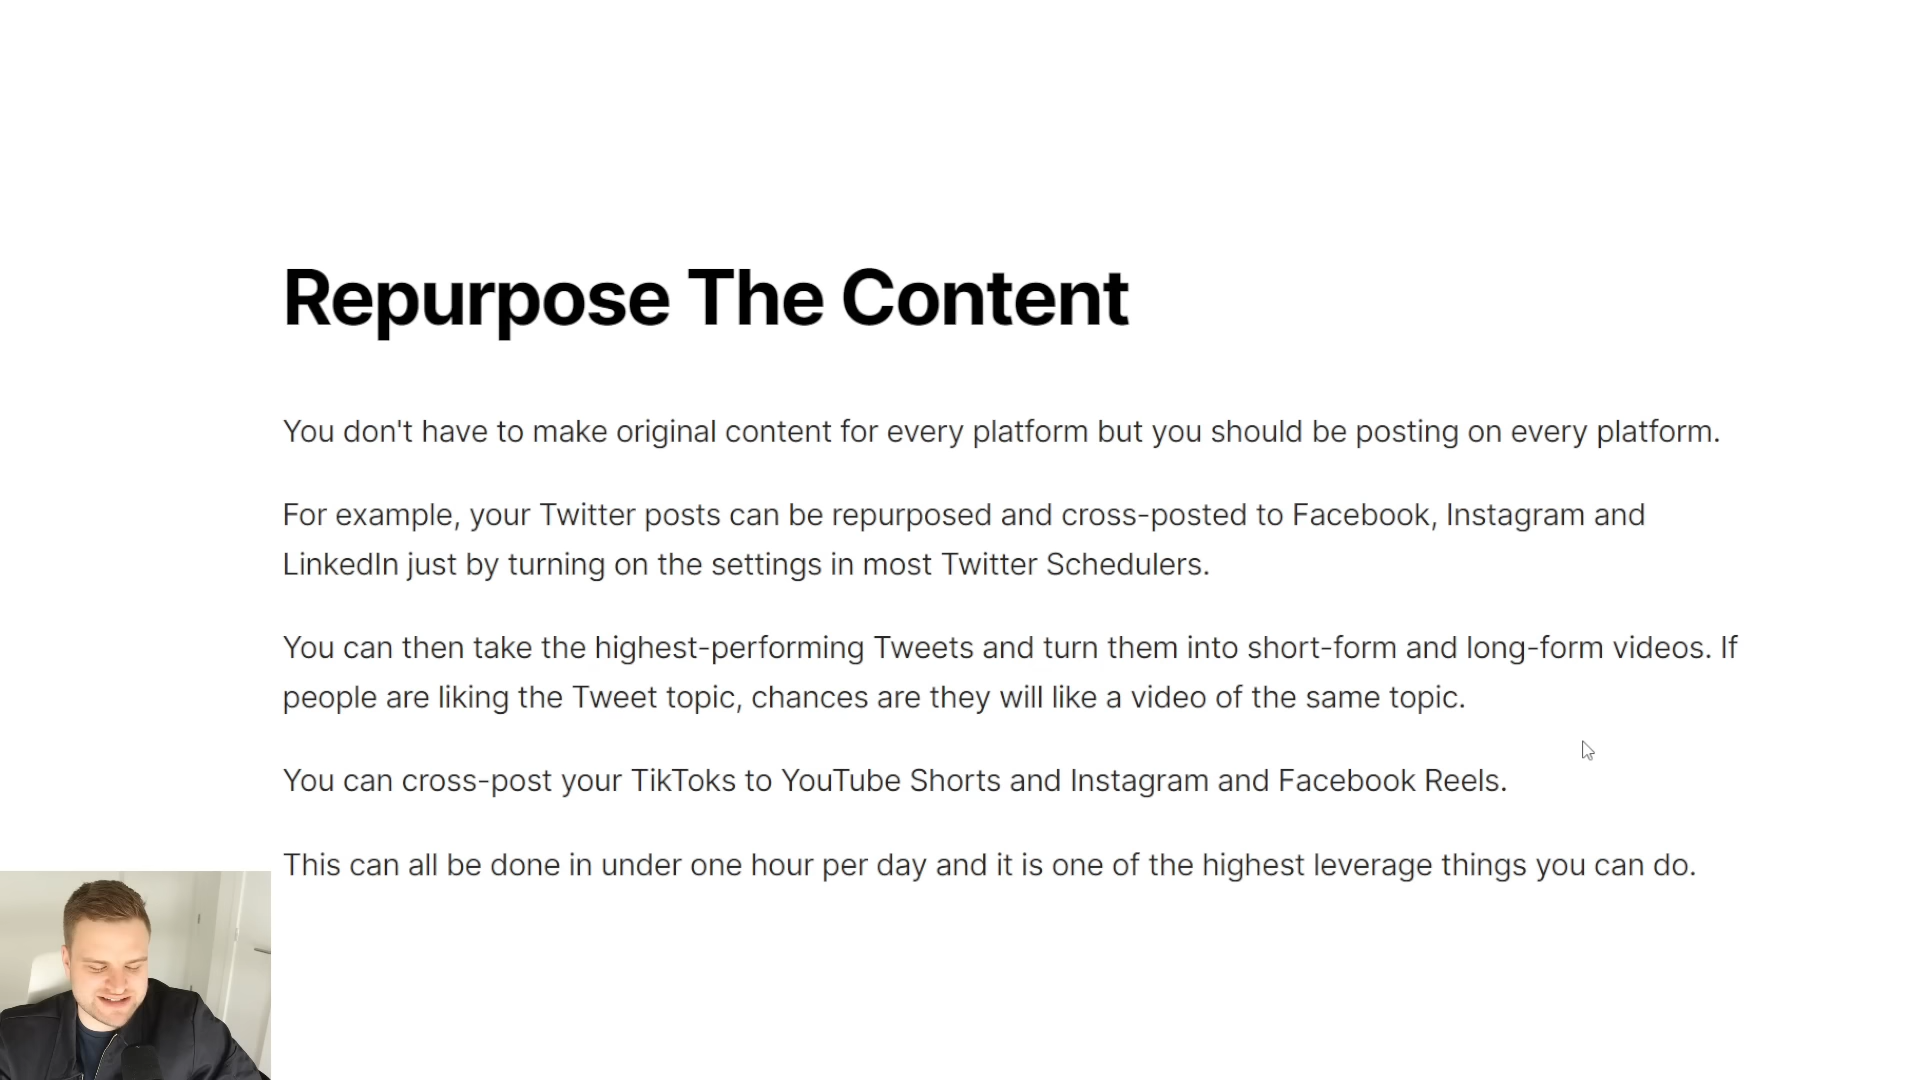 Repurpose The Content
You don't have to make original content for every platform but you should be posting on every platform.
For example, your Twitter posts can be repurposed and cross-posted to Facebook, Instagram and
LinkedIn just by turning on the settings in most Twitter Schedulers.
You can then take the highest-performing Tweets and turn them into short-form and long-form videos. If
people are liking the Tweet topic, chances are they will like a video of the same topic.
You can cross-post your TikToks to YouTube Shorts and Instagram and Facebook Reels.
This can all be done in under one hour per day and it is one of the highest leverage things you can do.